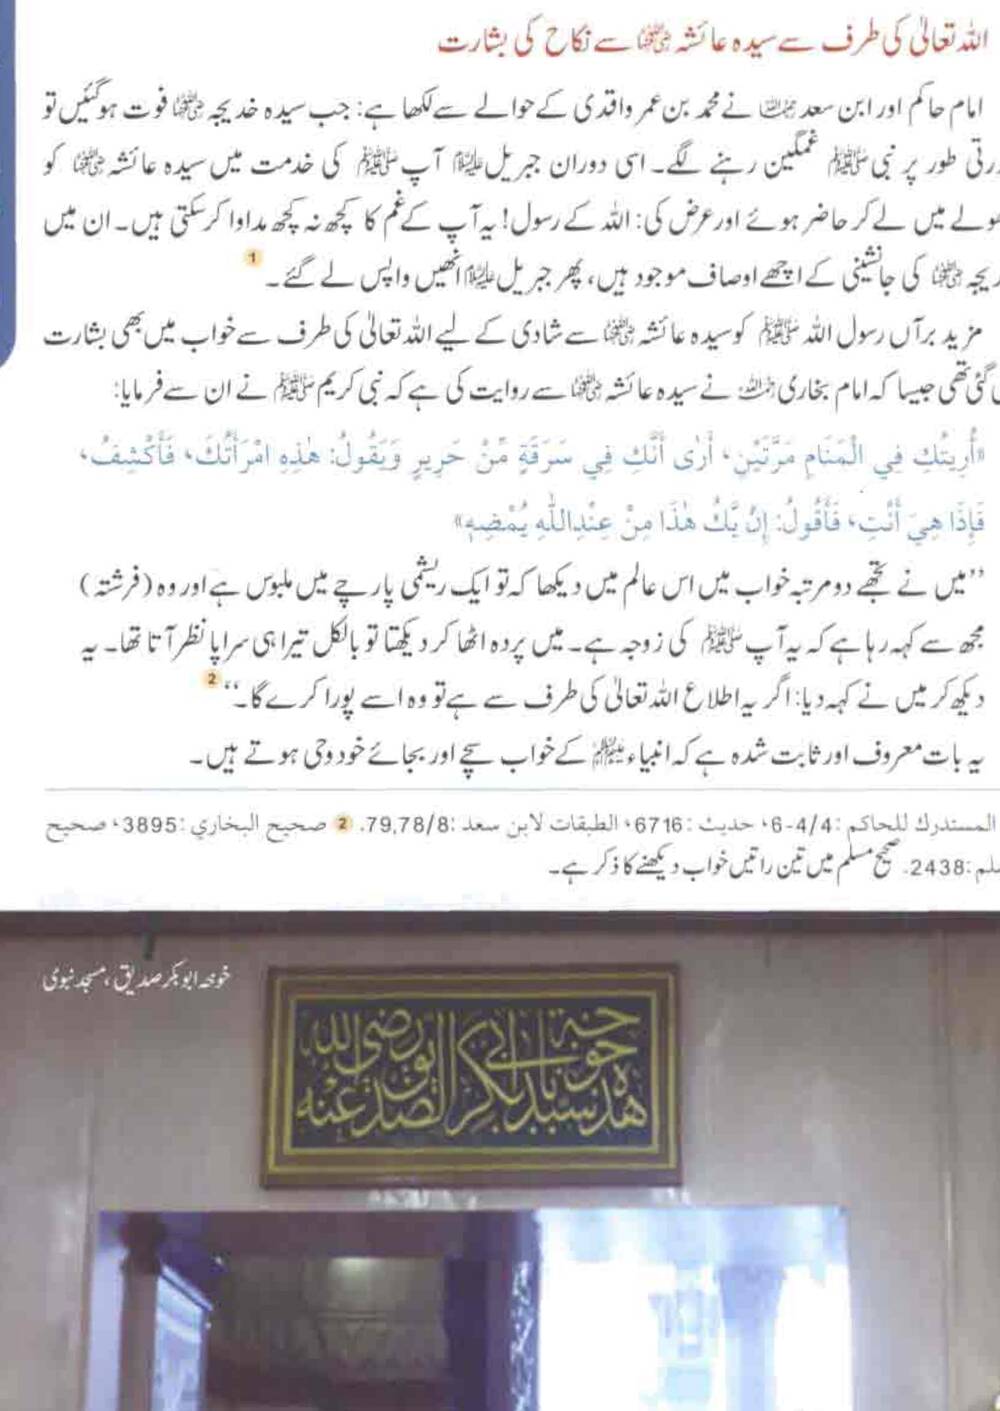 اللہ تعالیٰ کی طرف سے سیدہ عائشہ رضی اللہ عنہا سے نکاح کی بشارت
امام حاکم اور ابن سعد رحمہما اللہ نے محمد بن عمر واقدی کے حوالے سے لکھا ہے: جب سیدہ خدیجہ رضی اللہ عنہا فوت ہوگئیں تو
رتی طور پر نبی ﷺ غمگین رہنے لگے۔ اسی دوران جبریل علیہ السلام آپ ﷺ کی خدمت میں سیدہ عائشہ رضی اللہ عنہا کو
ولے میں لے کر حاضر ہوئے اور عرض کی: اللہ کے رسول! یہ آپ کے غم کا کچھ نہ کچھ مداوا کرسکتی ہیں۔ ان میں
ریجہ رضی اللہ عنہا کی جانشینی کے اچھے اوصاف موجود ہیں، پھر جبریل علیہ السلام انھیں واپس لے گئے۔ 1
مزید برآں رسول اللہ ﷺ کو سیدہ عائشہ رضی اللہ عنہا سے شادی کے لیے اللہ تعالیٰ کی طرف سے خواب میں بھی بشارت
گئی تھی جیسا کہ امام بخاری رحمہ اللہ نے سیدہ عائشہ رضی اللہ عنہا سے روایت کی ہے کہ نبی کریم ﷺ نے ان سے فرمایا:
«أُرِيتُكِ فِي الْمَنَامِ مَرَّتَيْنِ، أَرٰى أَنَّكِ فِي سَرَقَةٍ مِّنْ حَرِيرٍ وَّيَقُولُ: هٰذِهِ امْرَأَتُكَ، فَأَكْشِفُ،
فَإِذَا هِيَ أَنْتِ، فَأَقُولُ: إِنْ يَّكُ هٰذَا مِنْ عِنْدِاللّٰهِ يُمْضِهِ»
’’میں نے تجھے دو مرتبہ خواب میں اس عالم میں دیکھا کہ تو ایک ریشمی پارچے میں ملبوس ہے اور وہ (فرشتہ)
مجھ سے کہہ رہا ہے کہ یہ آپ ﷺ کی زوجہ ہے۔ میں پردہ اٹھا کر دیکھتا تو بالکل تیرا ہی سراپا نظر آتا تھا۔ یہ
دیکھ کر میں نے کہہ دیا: اگر یہ اطلاع اللہ تعالیٰ کی طرف سے ہے تو وہ اسے پورا کرے گا۔‘‘ 2
یہ بات معروف اور ثابت شدہ ہے کہ انبیاء علیہم السلام کے خواب سچے اور بجائے خود وحی ہوتے ہیں۔
المستدرك للحاكم: 4/4-6، حديث: 6716، الطبقات لابن سعد: 79,78/8. 2 صحيح البخاري: 3895، صحيح
لم: 2438. صحیح مسلم میں تین راتیں خواب دیکھنے کا ذکر ہے۔
خوخہ ابوبکر صدیق، مسجد نبوی
هذه خوخة سيدنا أبي بكر الصديق رضي الله عنه